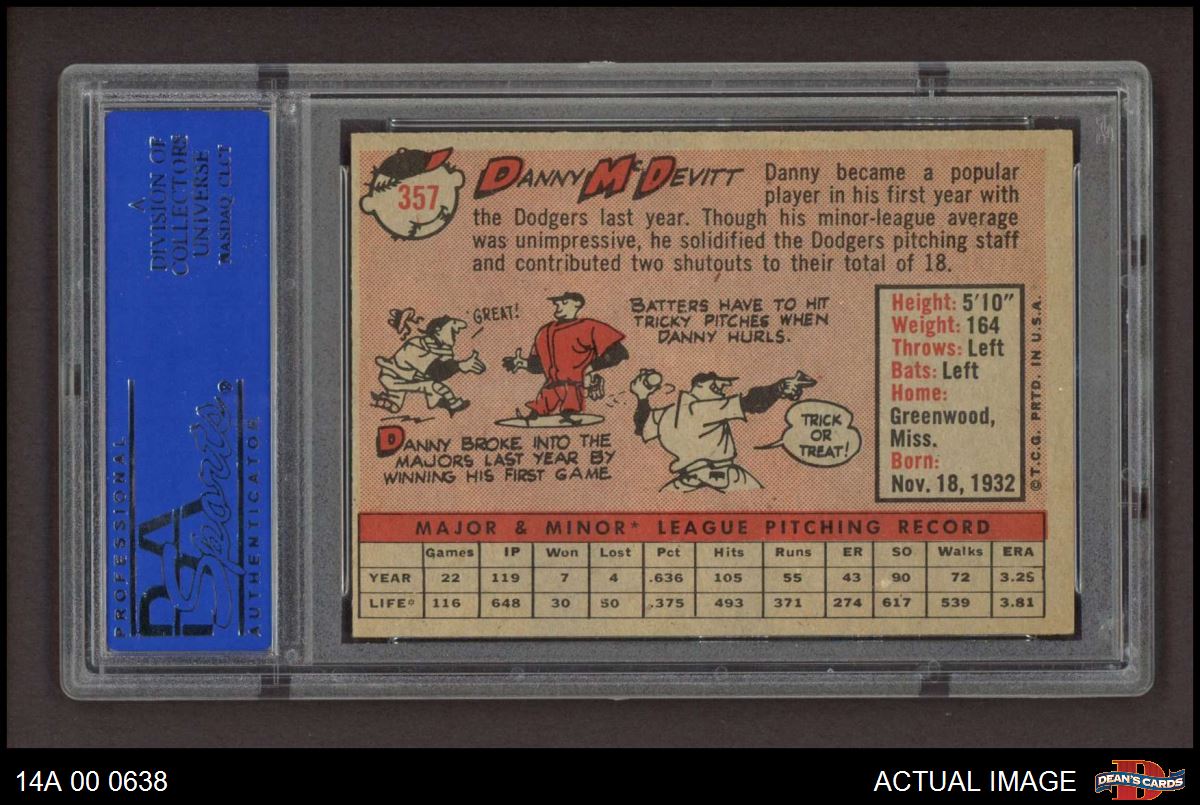 A
DIVISION OF
COLLECTORS
UNIVERSE
NASDAQ CLCT
PROFESSIONAL
PSA
Sports®
AUTHENTICATOR
357
DANNY McDEVITT
Danny became a popular
player in his first year with
the Dodgers last year. Though his minor-league average
was unimpressive, he solidified the Dodgers pitching staff
and contributed two shutouts to their total of 18.
GREAT!
DANNY BROKE INTO THE
MAJORS LAST YEAR BY
WINNING HIS FIRST GAME
BATTERS HAVE TO HIT
TRICKY PITCHES WHEN
DANNY HURLS.
TRICK
OR
TREAT!
Height: 5'10"
Weight: 164
Throws: Left
Bats: Left
Home:
Greenwood,
Miss.
Born:
Nov. 18, 1932
©T.C.G. PRTD. IN U.S.A.
MAJOR & MINOR* LEAGUE PITCHING RECORD
Games IP Won Lost Pct Hits Runs ER SO Walks ERA
YEAR 22 119 7 4 .636 105 55 43 90 72 3.25
LIFE* 116 648 30 50 .375 493 371 274 617 539 3.81
14A 00 0638
ACTUAL IMAGE
D
DEAN'S CARDS